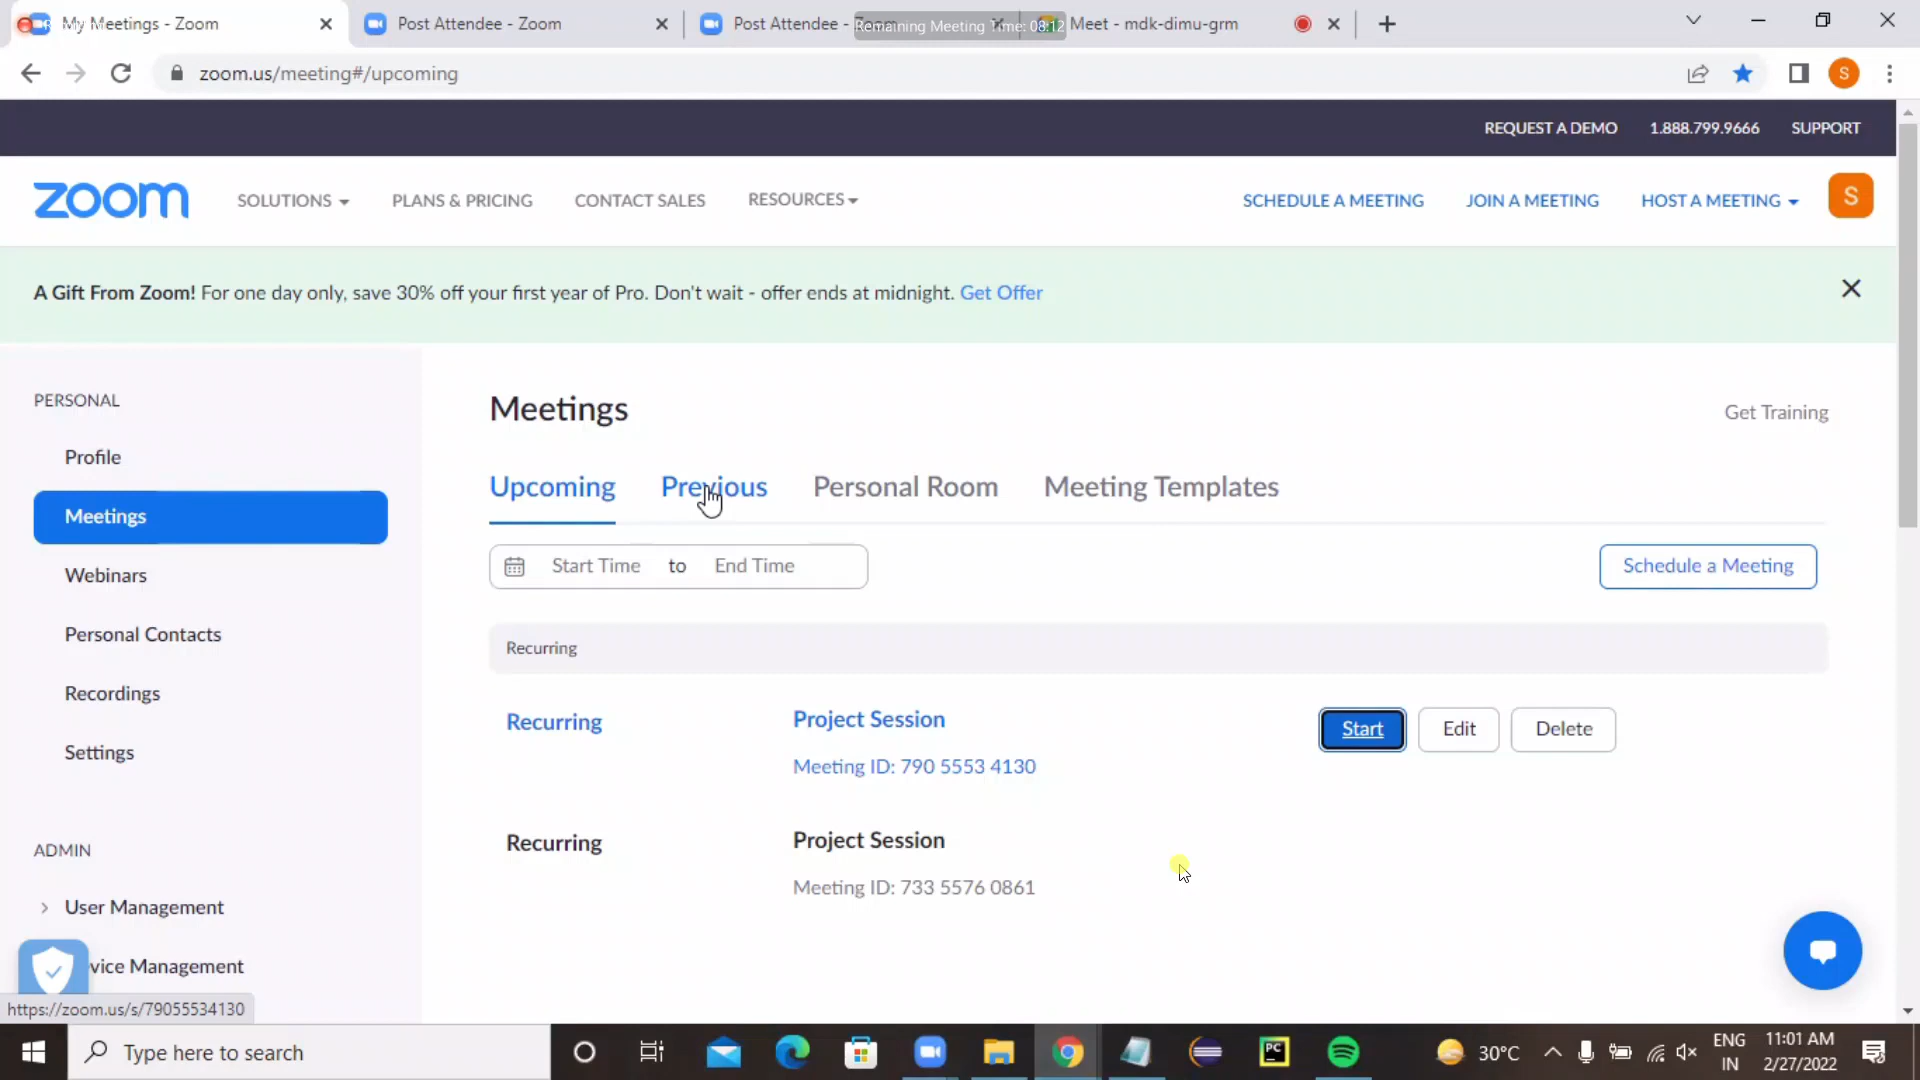 My Meetings - Zoom
Post Attendee - Zoom
Post Attendee - Zoom
Remaining Meeting Time: 08:12
Meet - mdk-dimu-grm
zoom.us/meeting#/upcoming
S
REQUEST A DEMO 1.888.799.9666 SUPPORT
zoom SOLUTIONS PLANS & PRICING CONTACT SALES RESOURCES SCHEDULE A MEETING JOIN A MEETING HOST A MEETING S
A Gift From Zoom! For one day only, save 30% off your first year of Pro. Don't wait - offer ends at midnight. Get Offer
PERSONAL
Profile
Meetings
Webinars
Personal Contacts
Recordings
Settings
ADMIN
User Management
vice Management
https://zoom.us/s/79055534130
Meetings
Get Training
Upcoming Previous Personal Room Meeting Templates
Start Time to End Time
Schedule a Meeting
Recurring
Recurring Project Session Start Edit Delete
Meeting ID: 790 5553 4130
Recurring Project Session
Meeting ID: 733 5576 0861
Type here to search
PC
30°C
ENG
IN
11:01 AM
2/27/2022